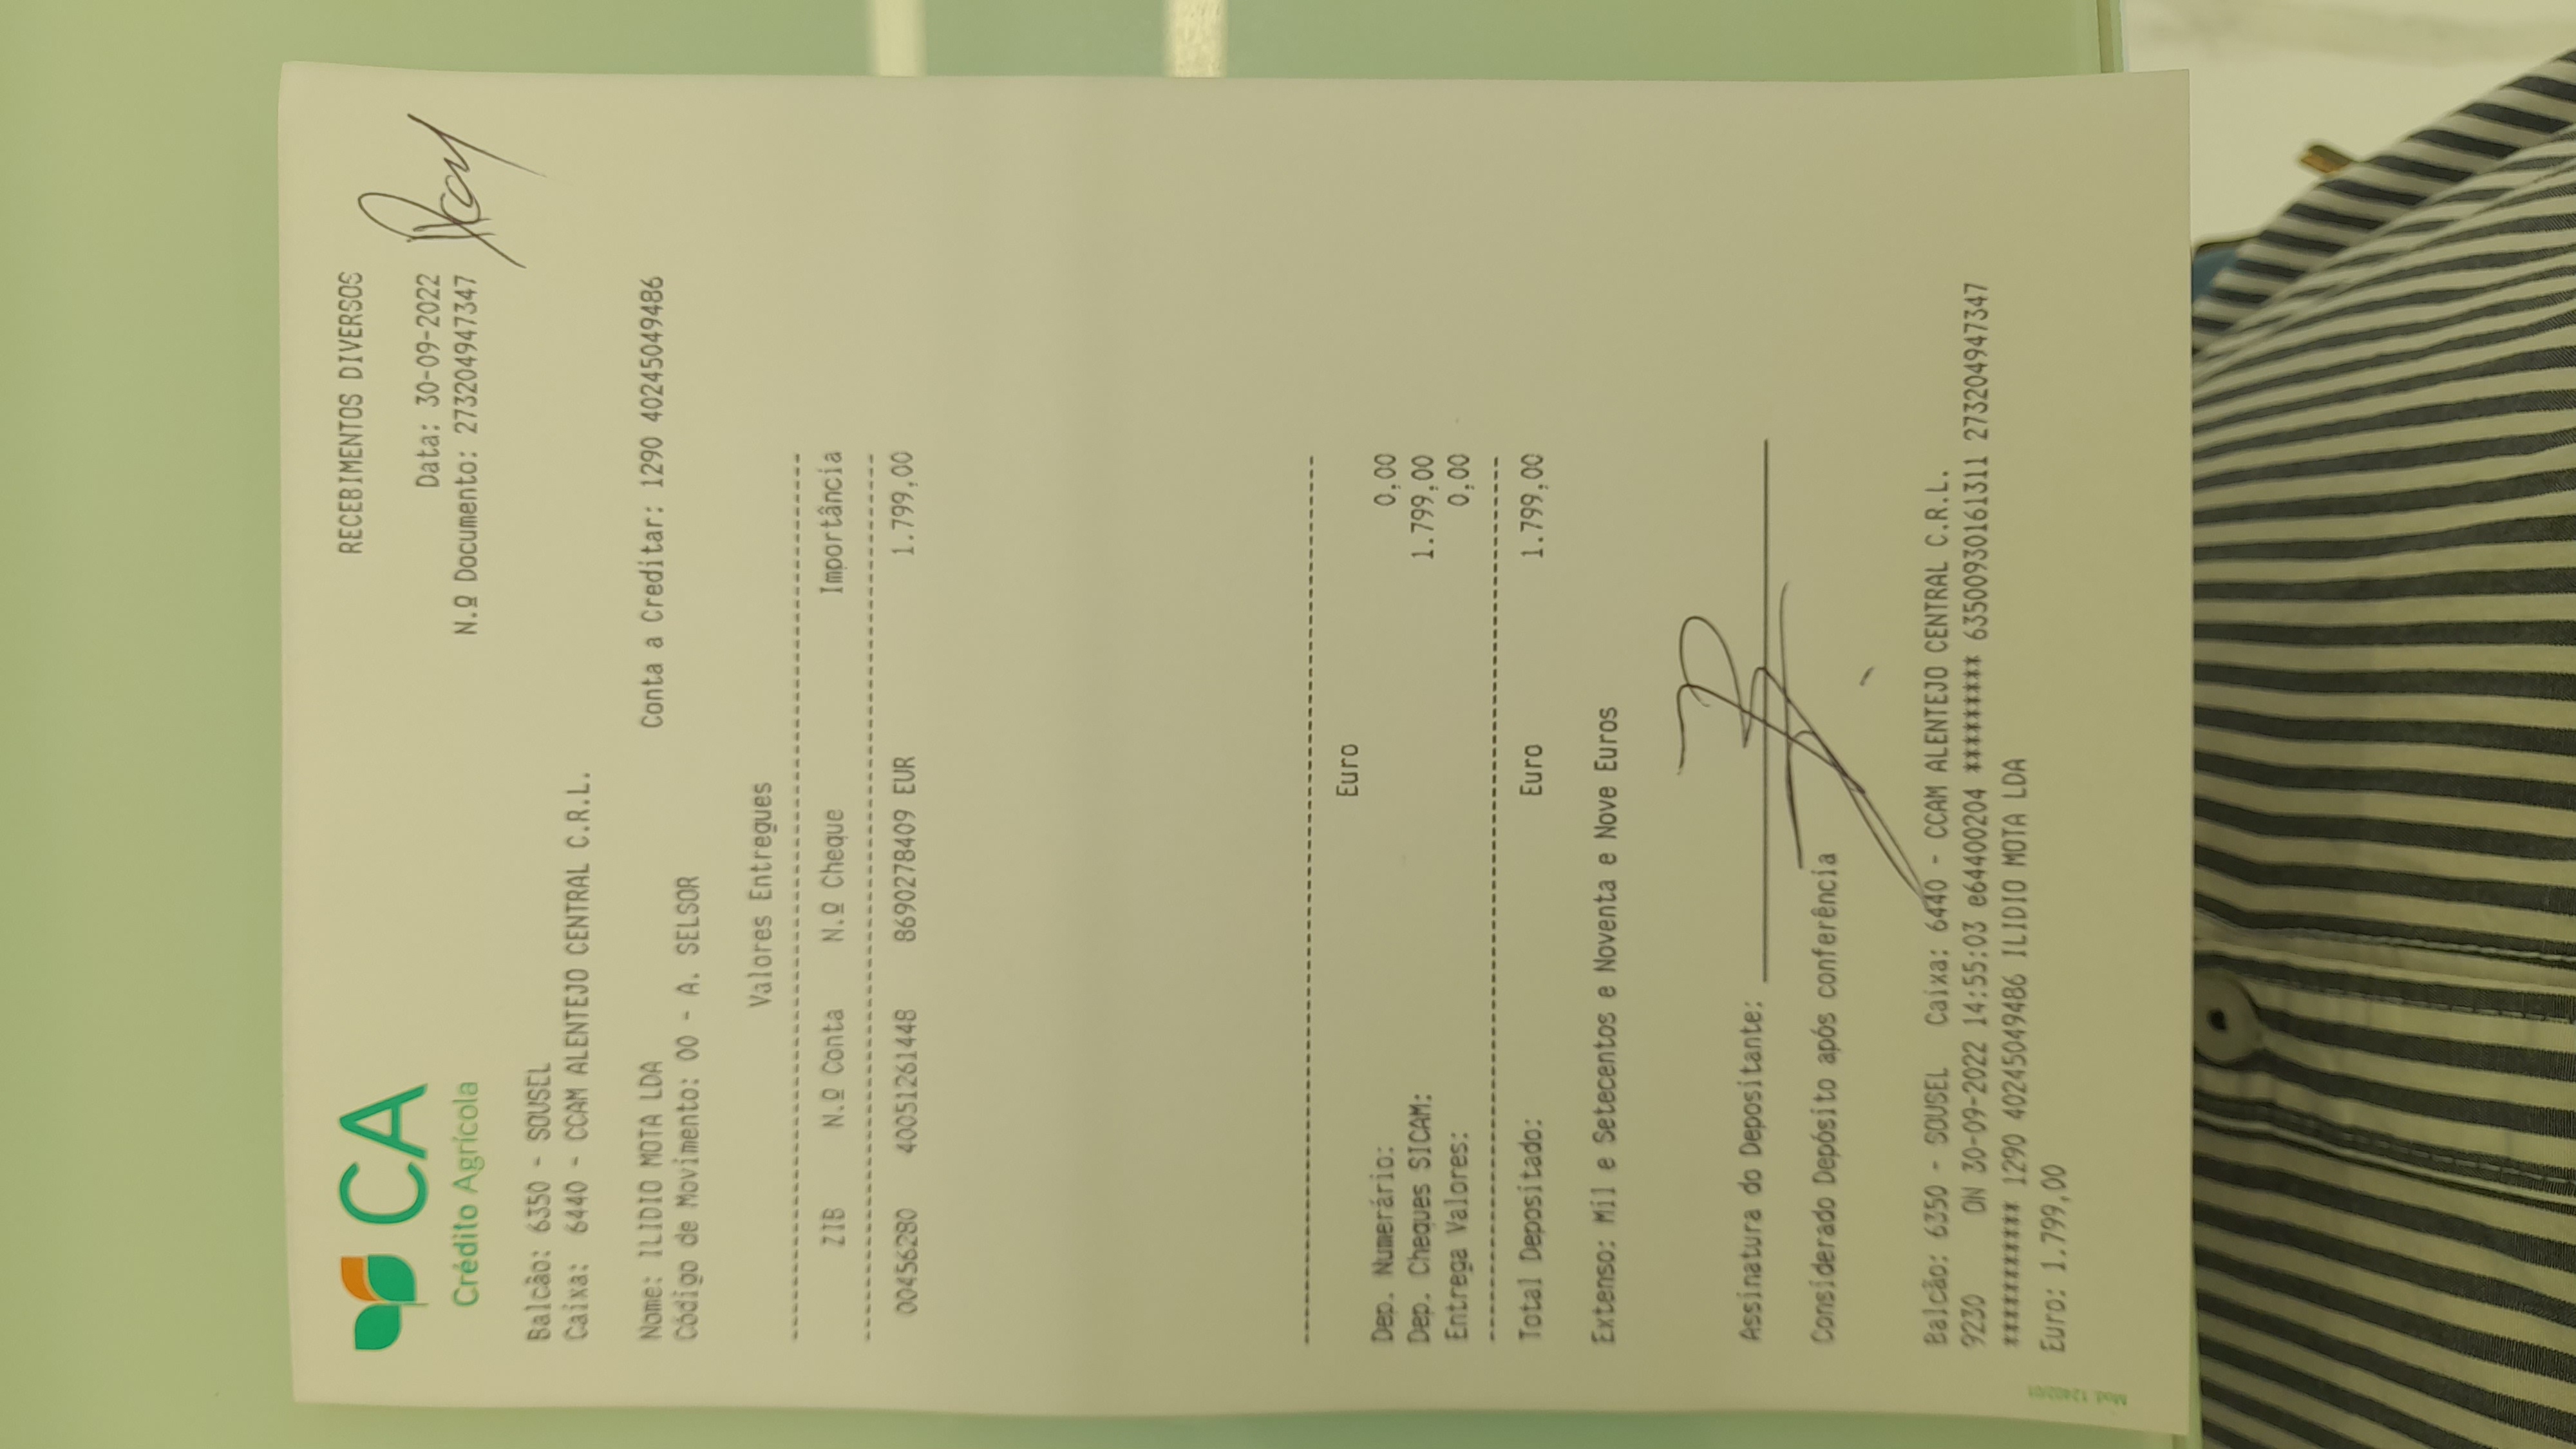 CA
Crédito Agrícola
RECEBIMENTOS DIVERSOS
Data: 30-09-2022
N.º Documento: 273204947347
Balcão: 6350 - SOUSEL
Caixa: 6440 - CCAM ALENTEJO CENTRAL C.R.L.
Nome: ILIDIO MOTA LDA Conta a Creditar: 1290 40245049486
Código de Movimento: 00 - A. SELSOR
Valores Entregues
ZIB N.º Conta N.º Cheque Importância
00456280 40051261448 8690278409 EUR 1.799,00
Euro
Dep. Numerário: 0,00
Dep. Cheques SICAM: 1.799,00
Entrega Valores: 0,00
Total Depositado: Euro 1.799,00
Extenso: Mil e Setecentos e Noventa e Nove Euros
Assinatura do Depositante:
Considerado Depósito após conferência
Balcão: 6350 - SOUSEL Caixa: 6440 - CCAM ALENTEJO CENTRAL C.R.L.
9230 ON 30-09-2022 14:55:03 e64400204 ********* 6350093016131​1 273204947347
********** 1290 40245049486 ILIDIO MOTA LDA
Euro: 1.799,00